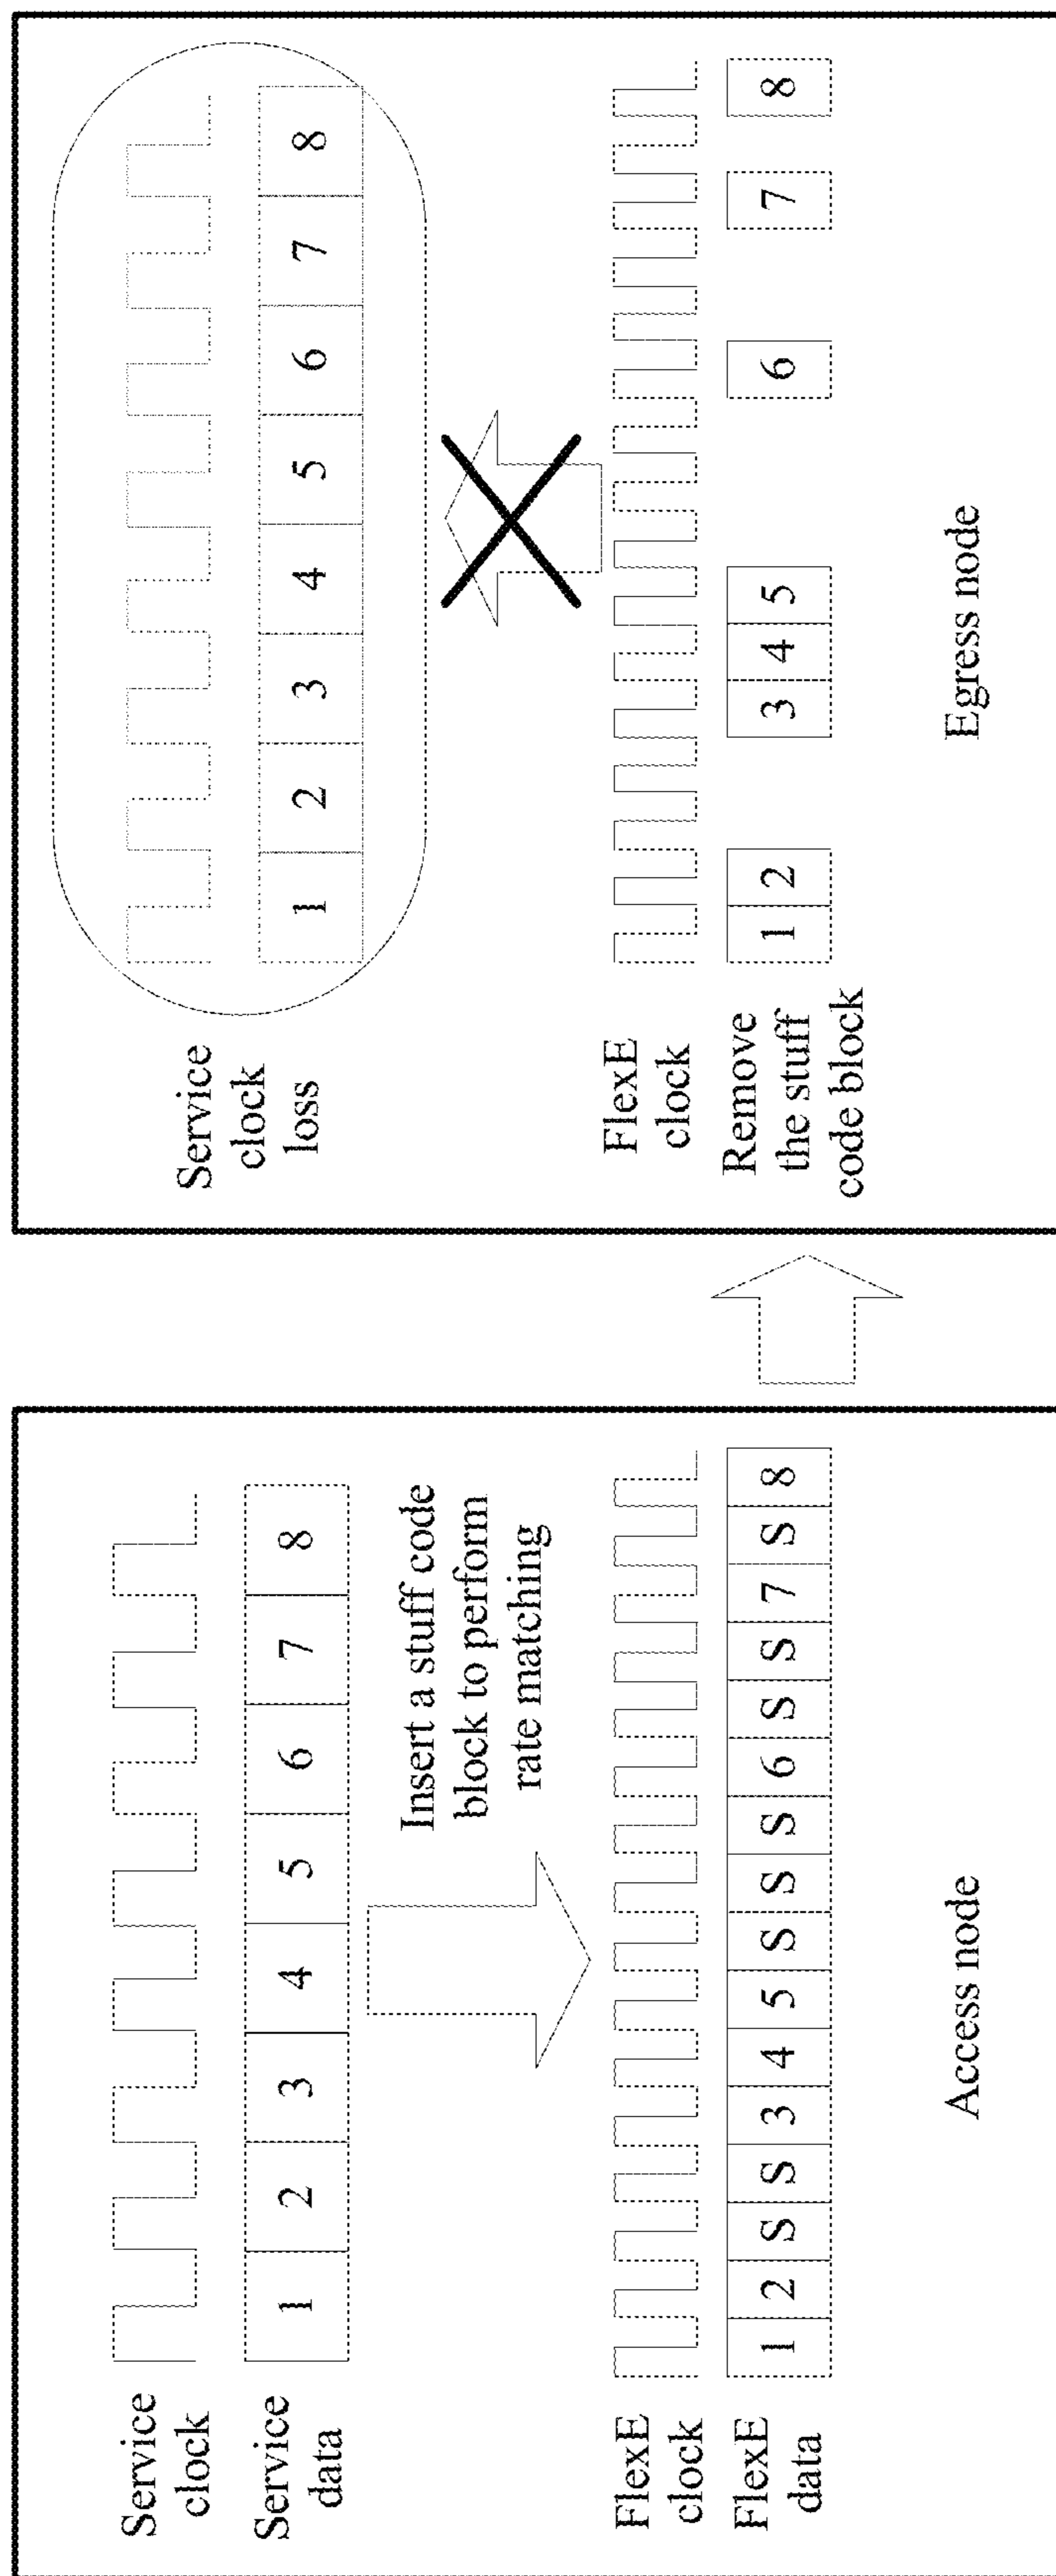 Service
clock
Service
data
1 2 3 4 5 6 7 8
Insert a stuff code
block to perform
rate matching
FlexE
clock
FlexE
data
1 2 S S 3 4 5 S S S 6 S S 7 S 8
Access node
Service
clock
loss
1 2 3 4 5 6 7 8
FlexE
clock
Remove
the stuff
code block
1 2 3 4 5 6 7 8
Egress node